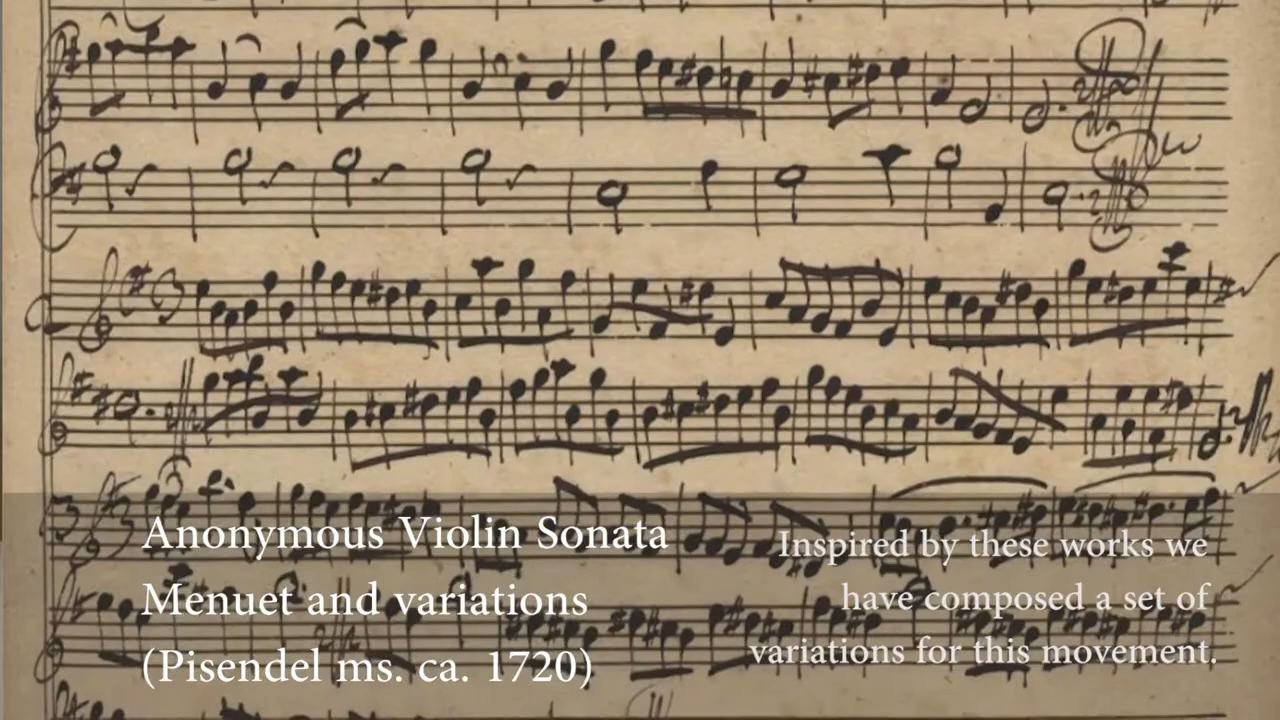 Anonymous Violin Sonata
Menuet and variations
(Pisendel ms. ca. 1720)
Inspired by these works we
have composed a set of
variations for this movement.